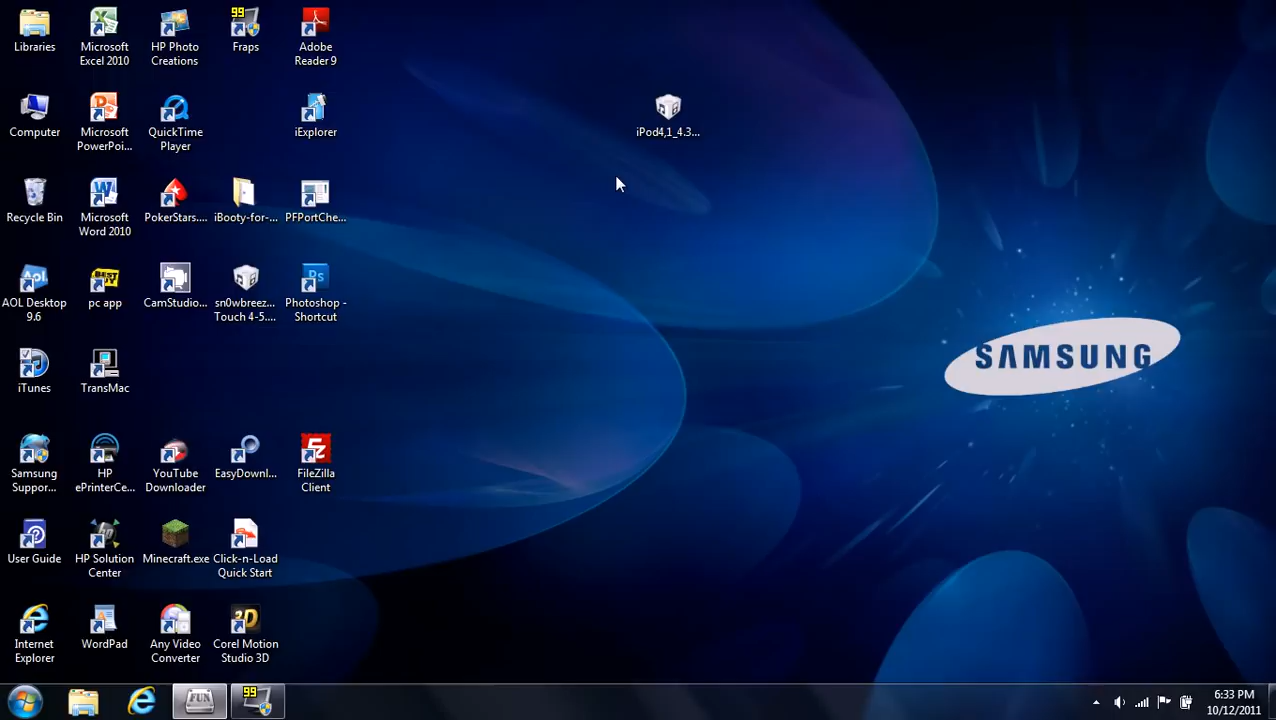 Libraries
Microsoft
Excel 2010
HP Photo
Creations
99
Fraps
Adobe
Reader 9
Computer
Microsoft
PowerPoi...
QuickTime
Player
iExplorer
iPod4,1_4.3...
Recycle Bin
Microsoft
Word 2010
PokerStars....
iBooty-for-...
PFPortChe...
AOL Desktop
9.6
pc app
CamStudio...
sn0wbreez...
Touch 4-5....
Photoshop -
Shortcut
SAMSUNG
iTunes
TransMac
Samsung
Suppor...
HP
ePrinterCe...
YouTube
Downloader
EasyDownl...
FileZilla
Client
User Guide
HP Solution
Center
Minecraft.exe
Click-n-Load
Quick Start
Internet
Explorer
WordPad
Any Video
Converter
Corel Motion
Studio 3D
FUN
99
6:33 PM
10/12/2011